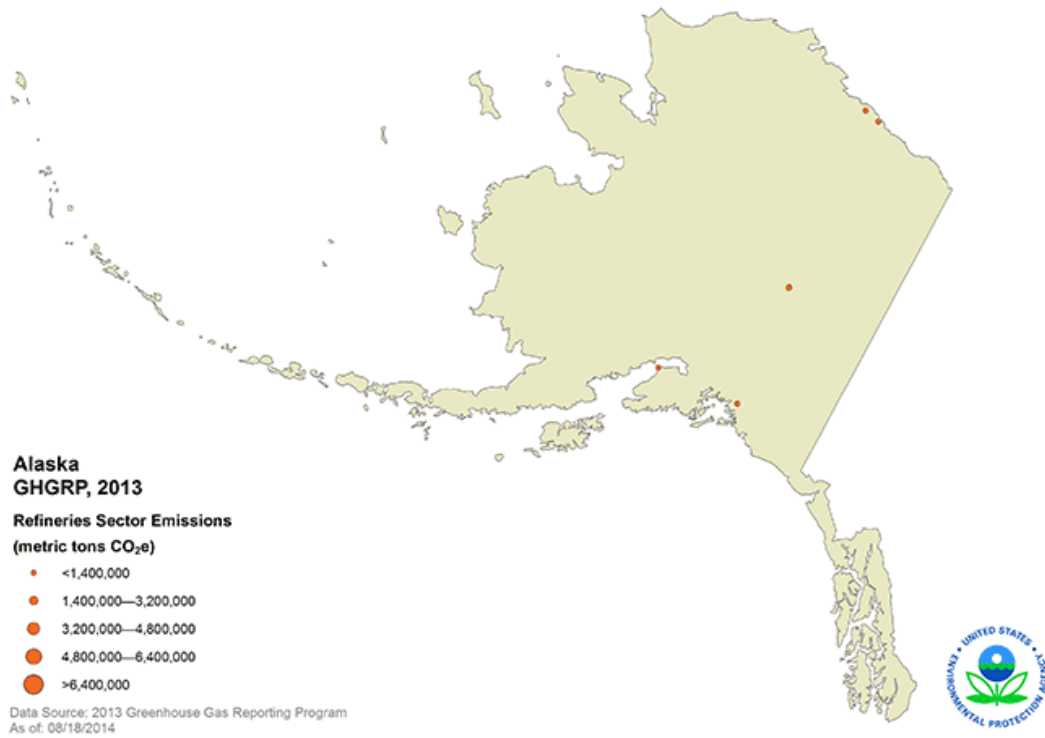 Alaska
GHGRP, 2013
Refineries Sector Emissions
(metric tons CO₂e)
<1,400,000
1,400,000—3,200,000
3,200,000—4,800,000
4,800,000—6,400,000
>6,400,000
Data Source: 2013 Greenhouse Gas Reporting Program
As of: 08/18/2014
UNITED STATES
ENVIRONMENTAL PROTECTION AGENCY